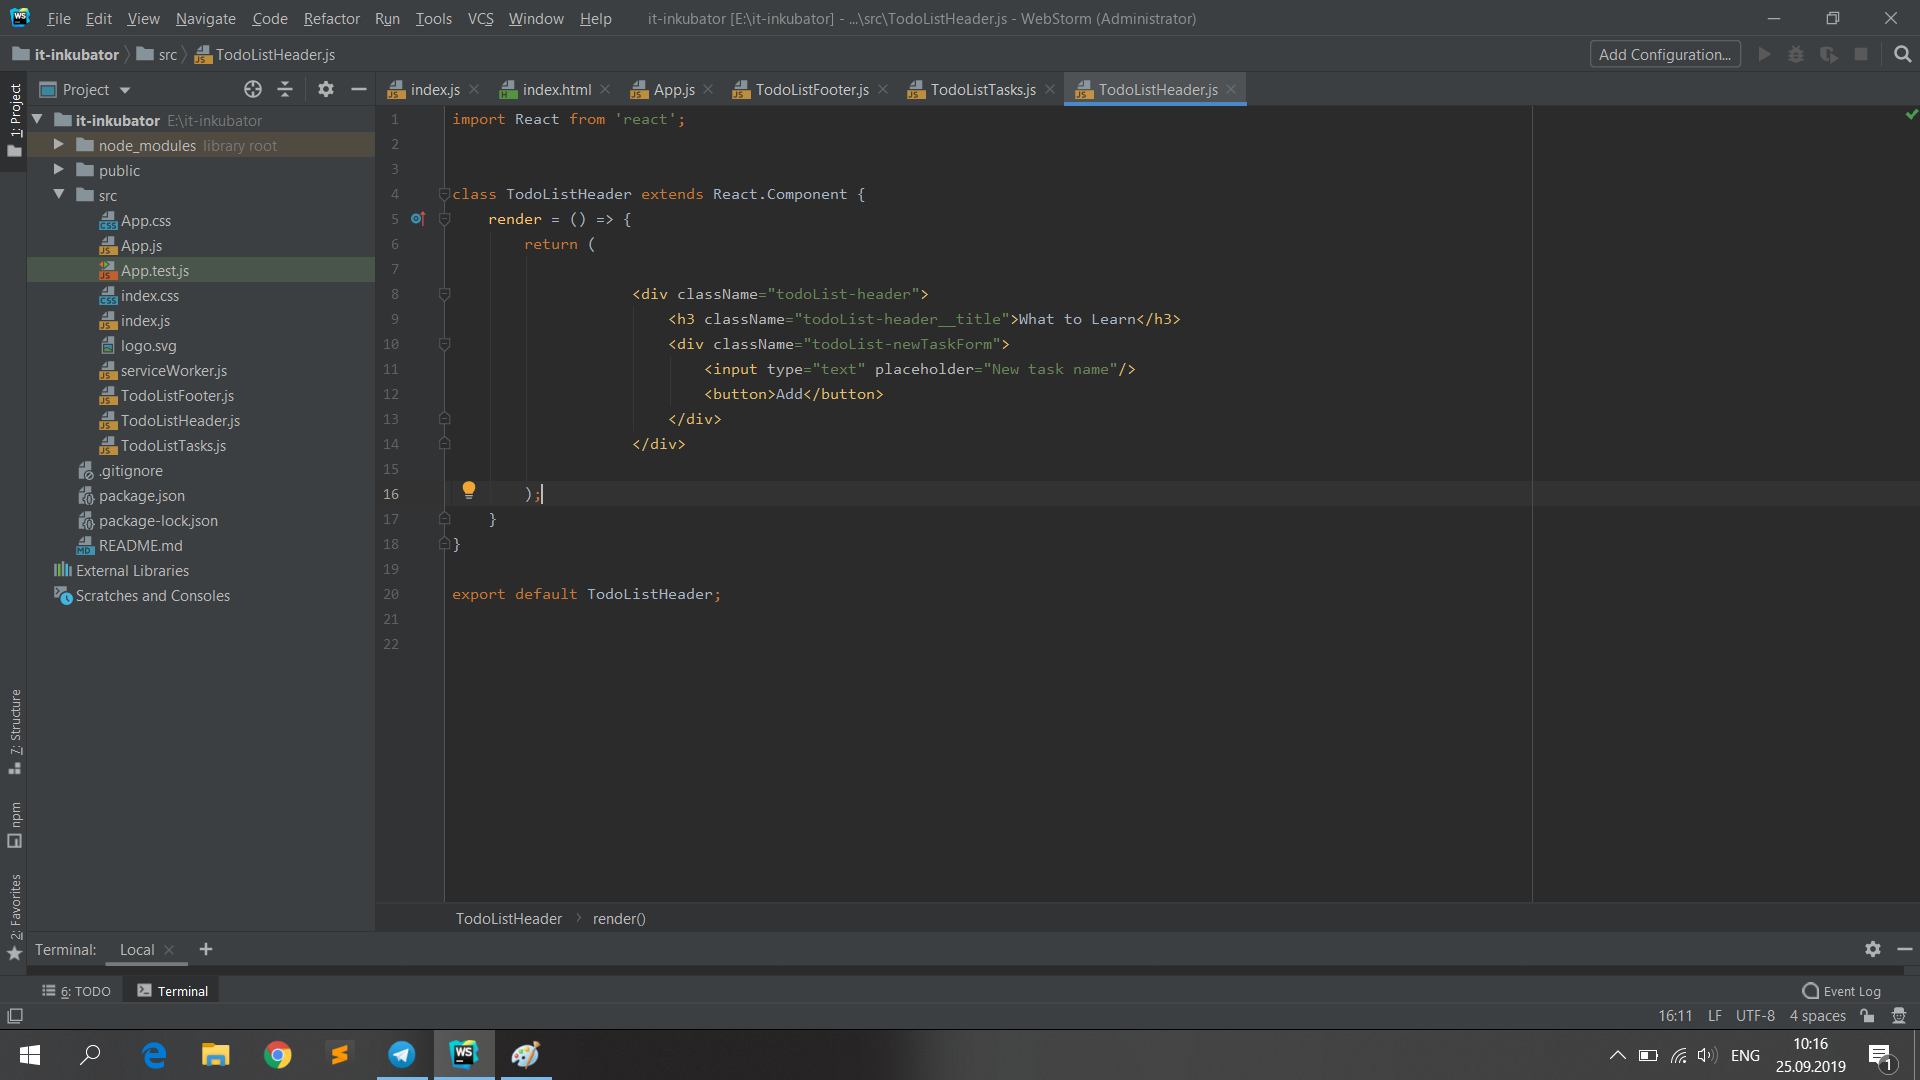 File Edit View Navigate Code Refactor Run Tools VCS Window Help it-inkubator [E:\it-inkubator] - ...\src\TodoListHeader.js - WebStorm (Administrator)
it-inkubator src TodoListHeader.js Add Configuration...
1: Project
Project
index.js index.html App.js TodoListFooter.js TodoListTasks.js TodoListHeader.js
it-inkubator E:\it-inkubator
node_modules library root
public
src
App.css
App.js
App.test.js
index.css
index.js
logo.svg
serviceWorker.js
TodoListFooter.js
TodoListHeader.js
TodoListTasks.js
.gitignore
package.json
package-lock.json
README.md
External Libraries
Scratches and Consoles
1 import React from 'react';
2
3
4 class TodoListHeader extends React.Component {
5 render = () => {
6 return (
7
8 <div className="todoList-header">
9 <h3 className="todoList-header__title">What to Learn</h3>
10 <div className="todoList-newTaskForm">
11 <input type="text" placeholder="New task name"/>
12 <button>Add</button>
13 </div>
14 </div>
15
16 );
17 }
18 }
19
20 export default TodoListHeader;
21
22
7: Structure
npm
2: Favorites
TodoListHeader render()
Terminal: Local
6: TODO Terminal Event Log
16:11 LF UTF-8 4 spaces
WS
ENG
10:16
25.09.2019
1